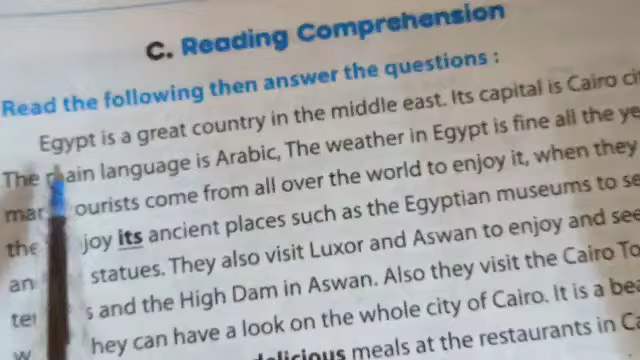 C. Reading Comprehension
Read the following then answer the questions :
Egypt is a great country in the middle east. Its capital is Cairo
The main language is Arabic, The weather in Egypt is fine all the
ourists come from all over the world to enjoy it, when they
joy its ancient places such as the Egyptian museums to
statues. They also visit Luxor and Aswan to enjoy and
s and the High Dam in Aswan. Also they visit the Cairo
hey can have a look on the whole city of Cairo. It is a
delicious meals at the restaurants in